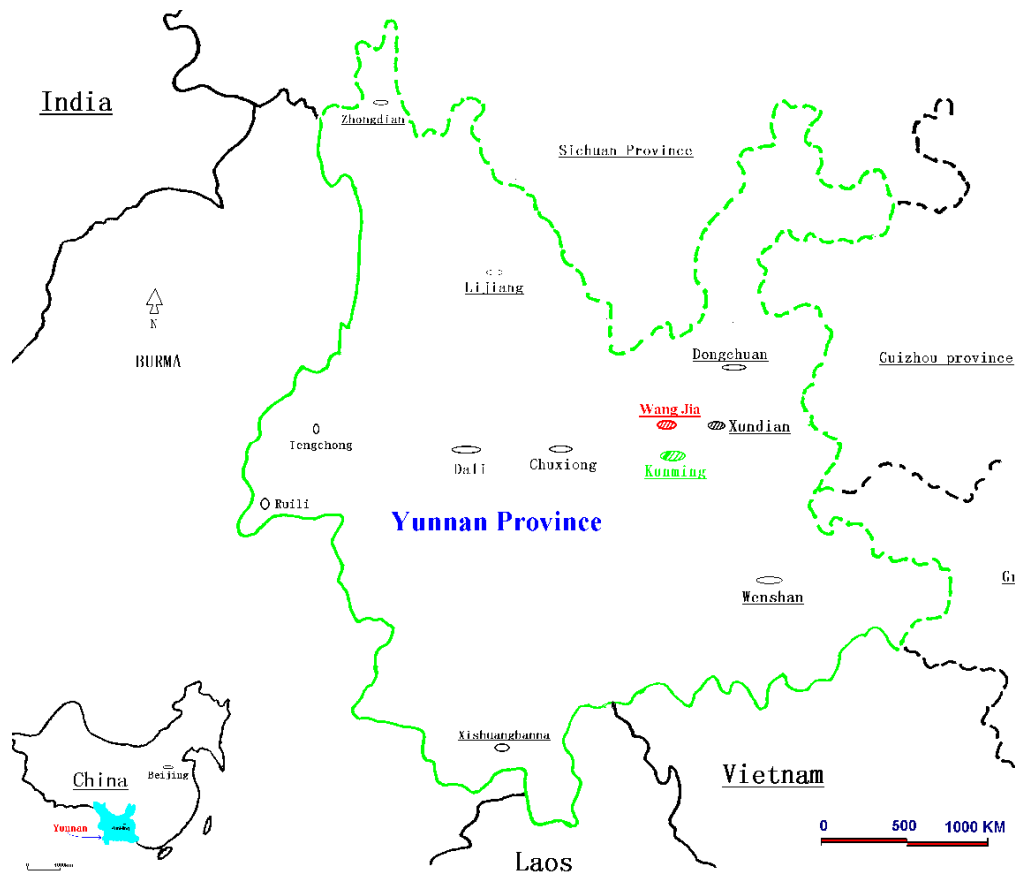 India
Zhongdian
Sichuan Province
Lijiang
N
BURMA
Dongchuan
Guizhou province
Wang Jia
Xundian
Tengchong
Dali
Chuxiong
Kunming
Ruili
Yunnan Province
Wenshan
Xishuangbanna
China
Beijing
Vietnam
Yuunan
0 500 1000 KM
Laos